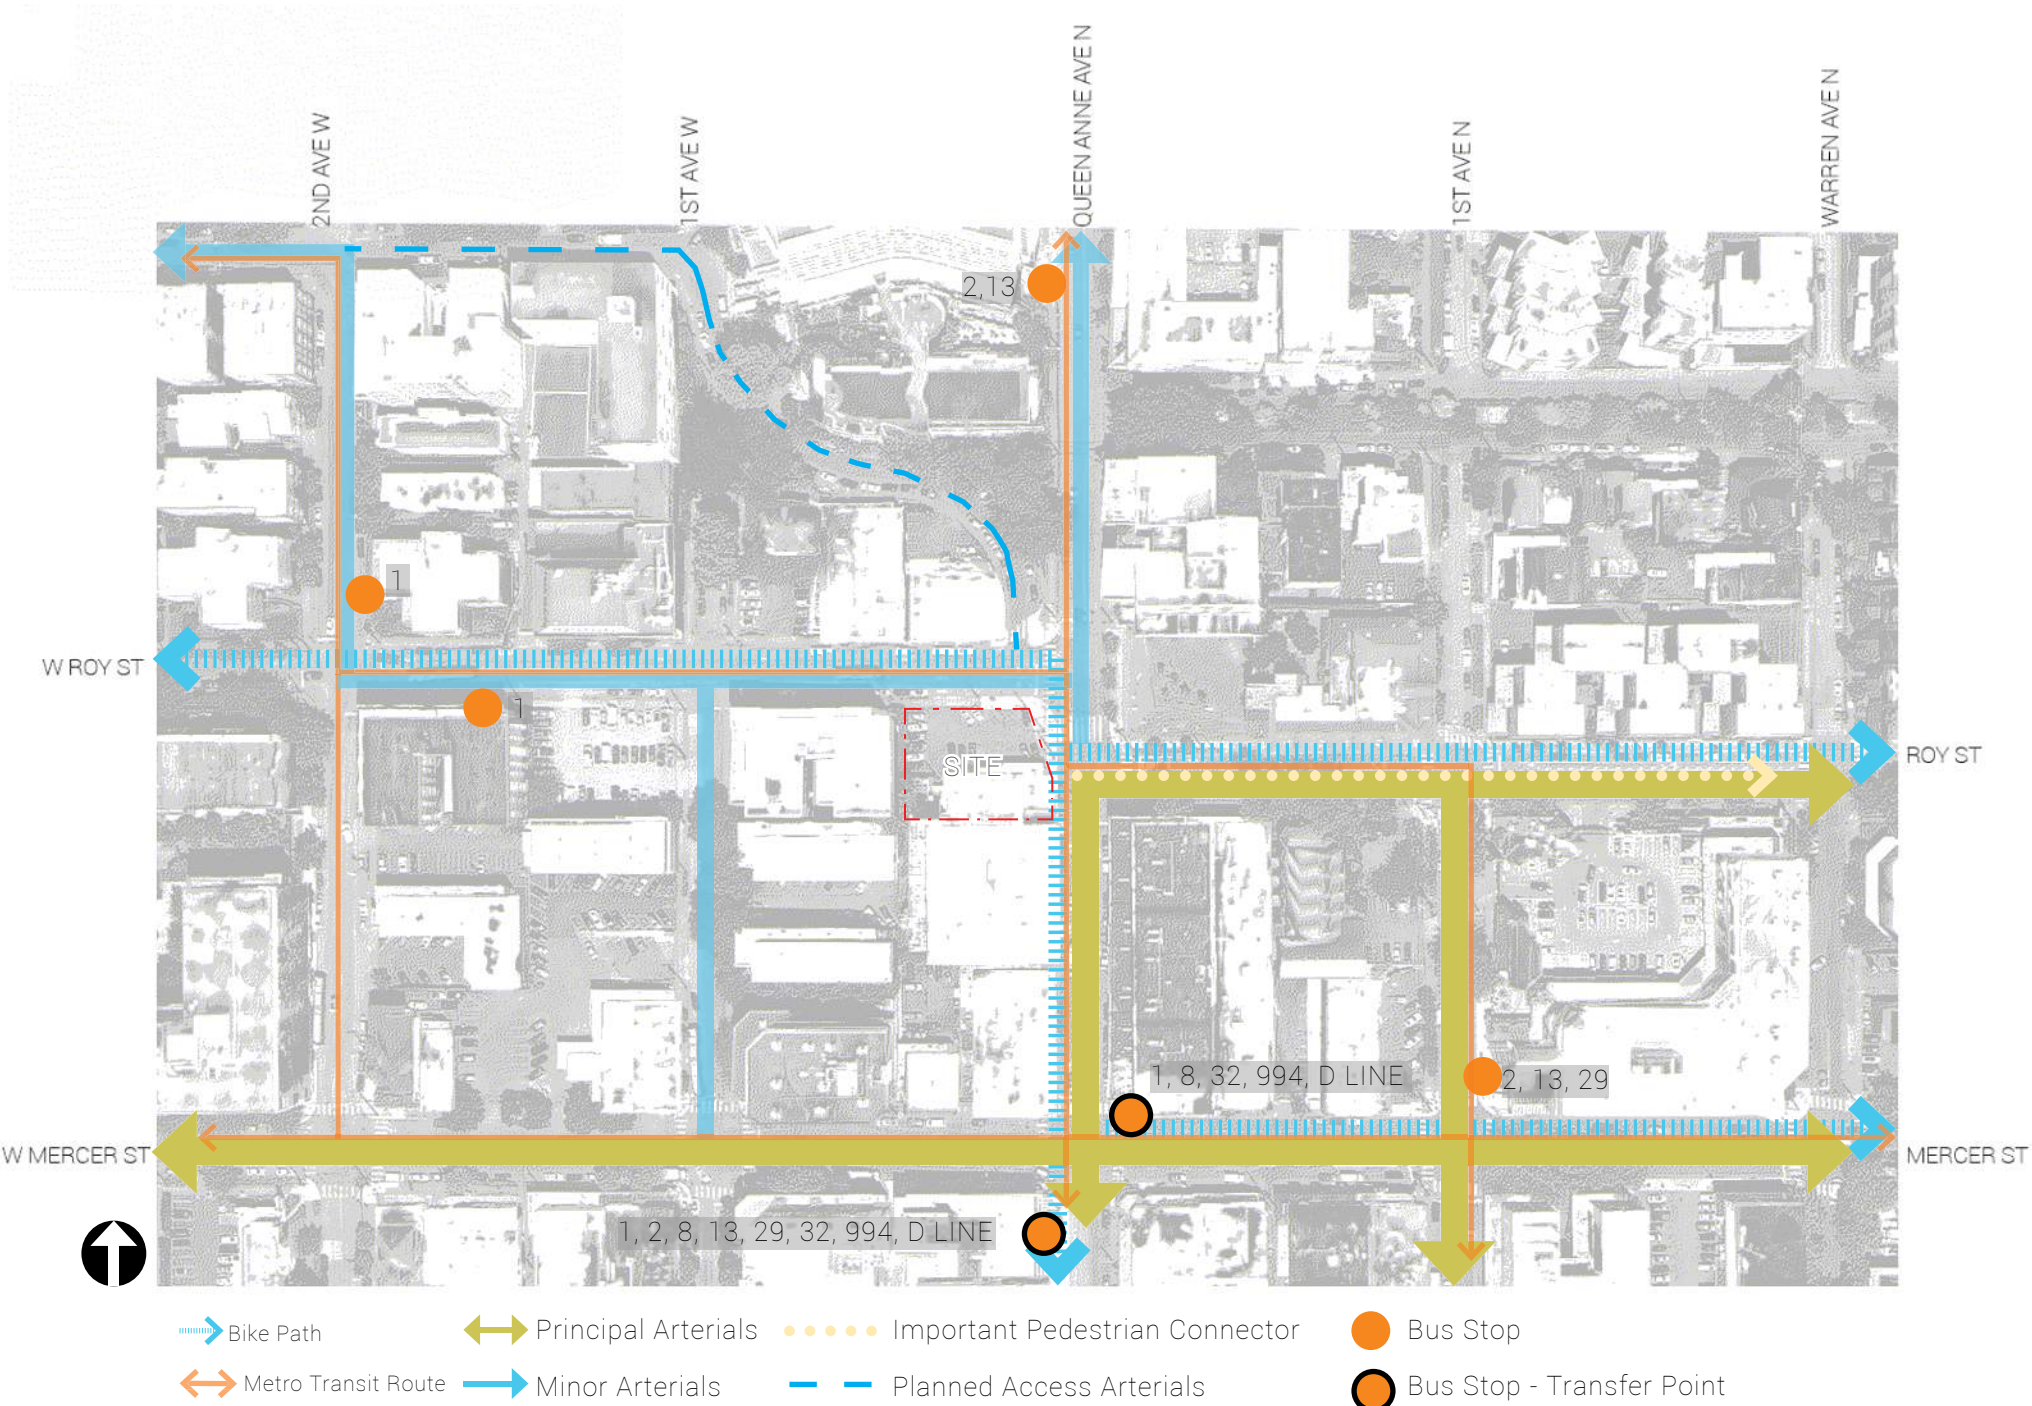 2ND AVE W
1ST AVE W
QUEEN ANNE AVE N
1ST AVE N
WARREN AVE N
2,13
1
W ROY ST
1
SITE
ROY ST
1, 8, 32, 994, D LINE
2, 13, 29
W MERCER ST
MERCER ST
1, 2, 8, 13, 29, 32, 994, D LINE
Bike Path
Principal Arterials
Important Pedestrian Connector
Bus Stop
Metro Transit Route
Minor Arterials
Planned Access Arterials
Bus Stop - Transfer Point